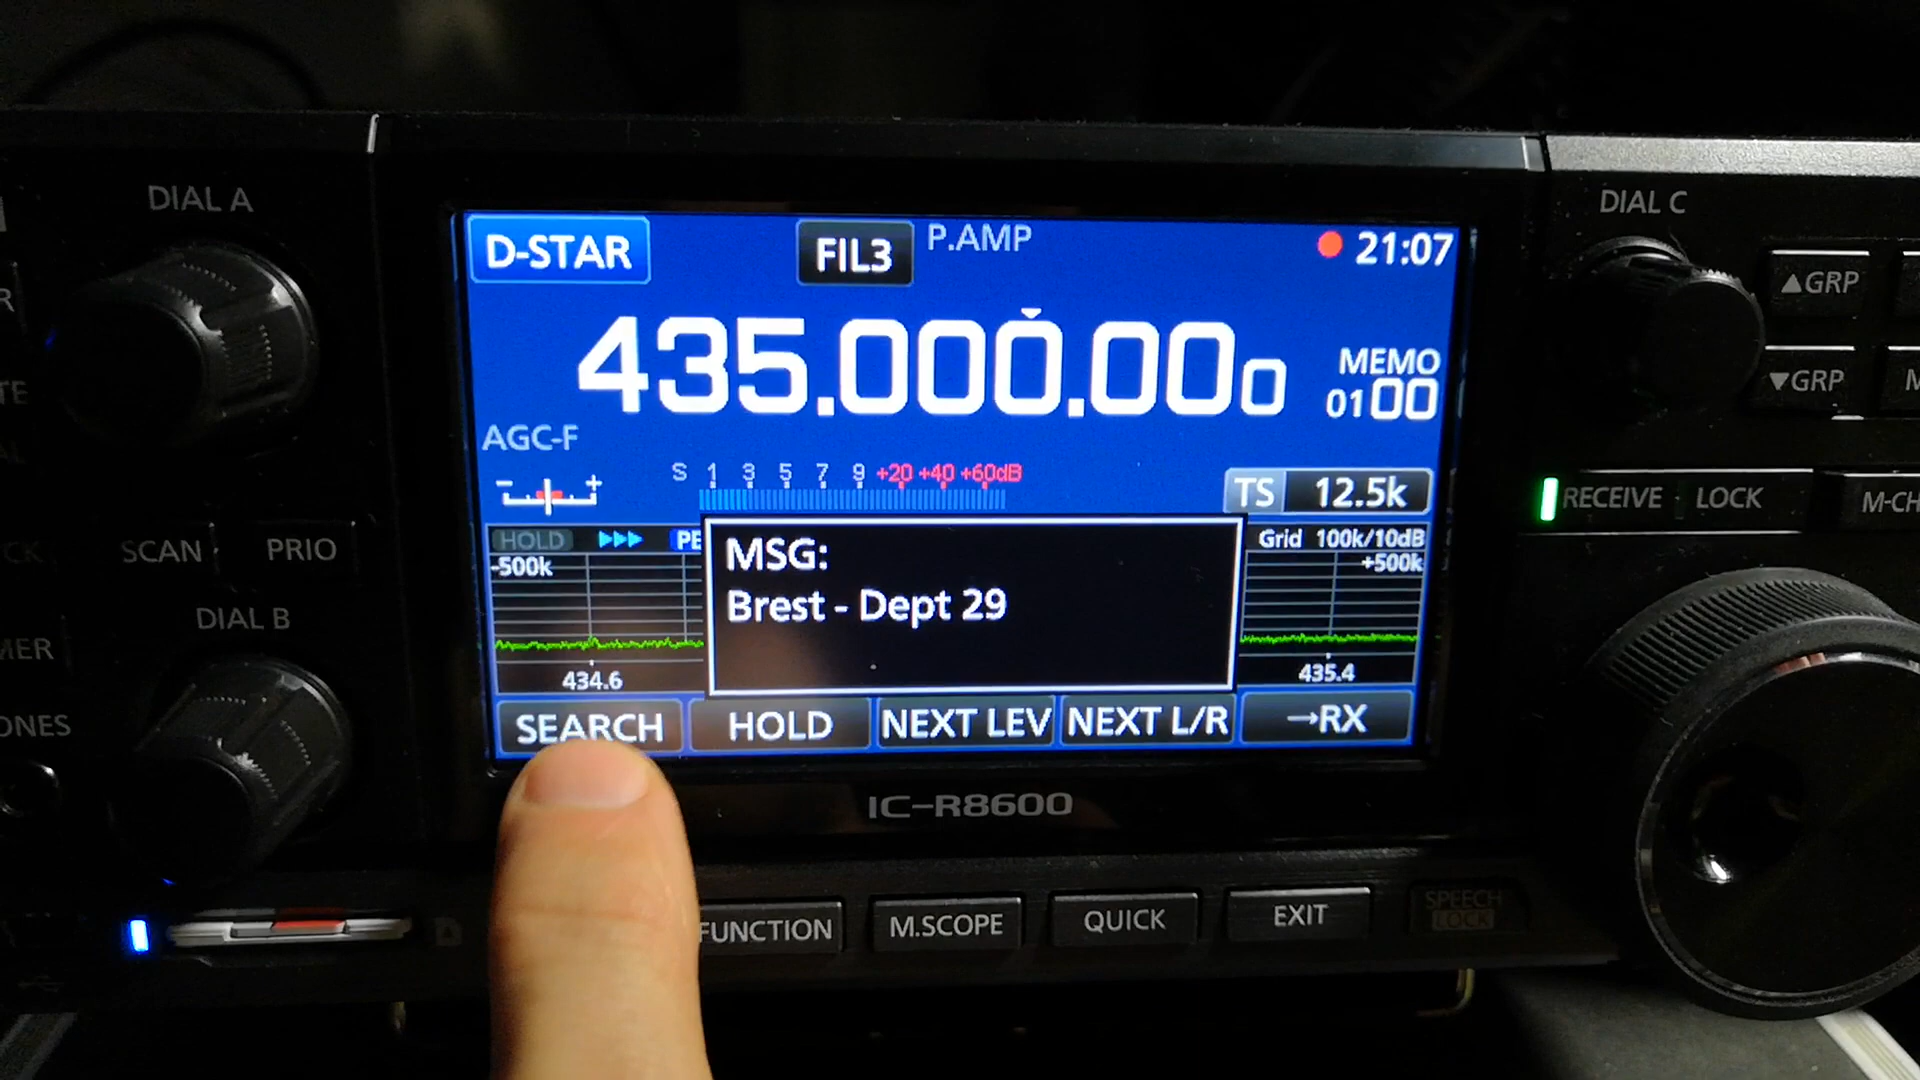 DIAL A
D-STAR
FIL3
P.AMP
21:07
435.000.000
MEMO
0100
AGC-F
- +
S 1 3 5 7 9 +20 +40 +60dB
TS 12.5k
HOLD
Grid 100k/10dB
-500k
+500k
MSG:
Brest - Dept 29
434.6
435.4
SEARCH
HOLD
NEXT LEV
NEXT L/R
→RX
IC-R8600
SCAN
PRIO
DIAL B
FUNCTION
M.SCOPE
QUICK
EXIT
SPEECH
LOCK
DIAL C
▲GRP
▼GRP
RECEIVE
LOCK
M-CH